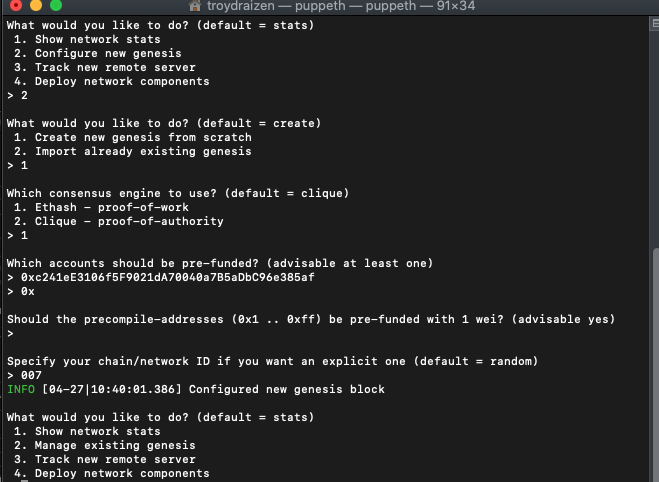 troydraizen — puppeth — puppeth — 91×34
What would you like to do? (default = stats)
1. Show network stats
2. Configure new genesis
3. Track new remote server
4. Deploy network components
> 2
What would you like to do? (default = create)
1. Create new genesis from scratch
2. Import already existing genesis
> 1
Which consensus engine to use? (default = clique)
1. Ethash - proof-of-work
2. Clique - proof-of-authority
> 1
Which accounts should be pre-funded? (advisable at least one)
> 0xc241eE3106f5F9021dA70040a7B5aDbC96e385af
> 0x
Should the precompile-addresses (0x1 .. 0xff) be pre-funded with 1 wei? (advisable yes)
>
Specify your chain/network ID if you want an explicit one (default = random)
> 007
INFO [04-27|10:40:01.386] Configured new genesis block
What would you like to do? (default = stats)
1. Show network stats
2. Manage existing genesis
3. Track new remote server
4. Deploy network components